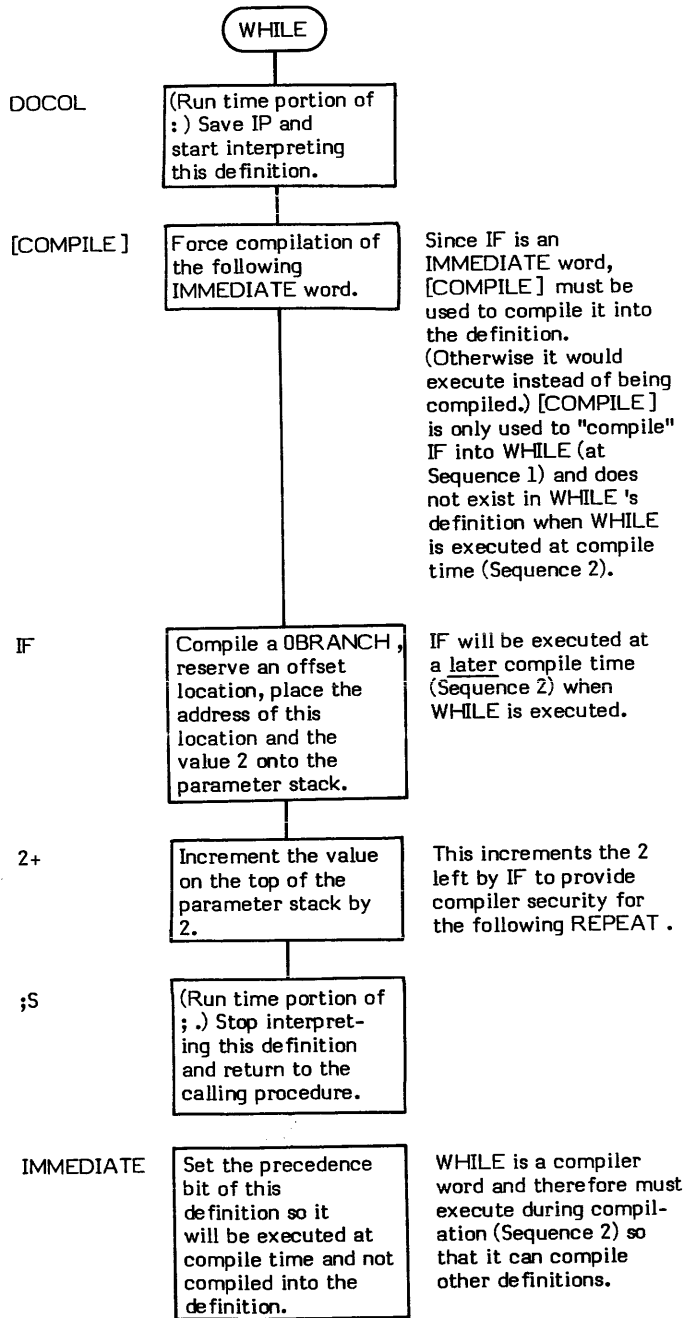 WHILE
DOCOL
(Run time portion of
: ) Save IP and
start interpreting
this definition.
[COMPILE ]
Force compilation of
the following
IMMEDIATE word.
Since IF is an
IMMEDIATE word,
[COMPILE ] must be
used to compile it into
the definition.
(Otherwise it would
execute instead of being
compiled.) [COMPILE ]
is only used to "compile"
IF into WHILE (at
Sequence 1) and does
not exist in WHILE 's
definition when WHILE
is executed at compile
time (Sequence 2).
IF
Compile a 0BRANCH ,
reserve an offset
location, place the
address of this
location and the
value 2 onto the
parameter stack.
IF will be executed at
a later compile time
(Sequence 2) when
WHILE is executed.
2+
Increment the value
on the top of the
parameter stack by
2.
This increments the 2
left by IF to provide
compiler security for
the following REPEAT .
;S
(Run time portion of
; .) Stop interpret-
ing this definition
and return to the
calling procedure.
IMMEDIATE
Set the precedence
bit of this
definition so it
will be executed at
compile time and not
compiled into the
definition.
WHILE is a compiler
word and therefore must
execute during compil-
ation (Sequence 2) so
that it can compile
other definitions.